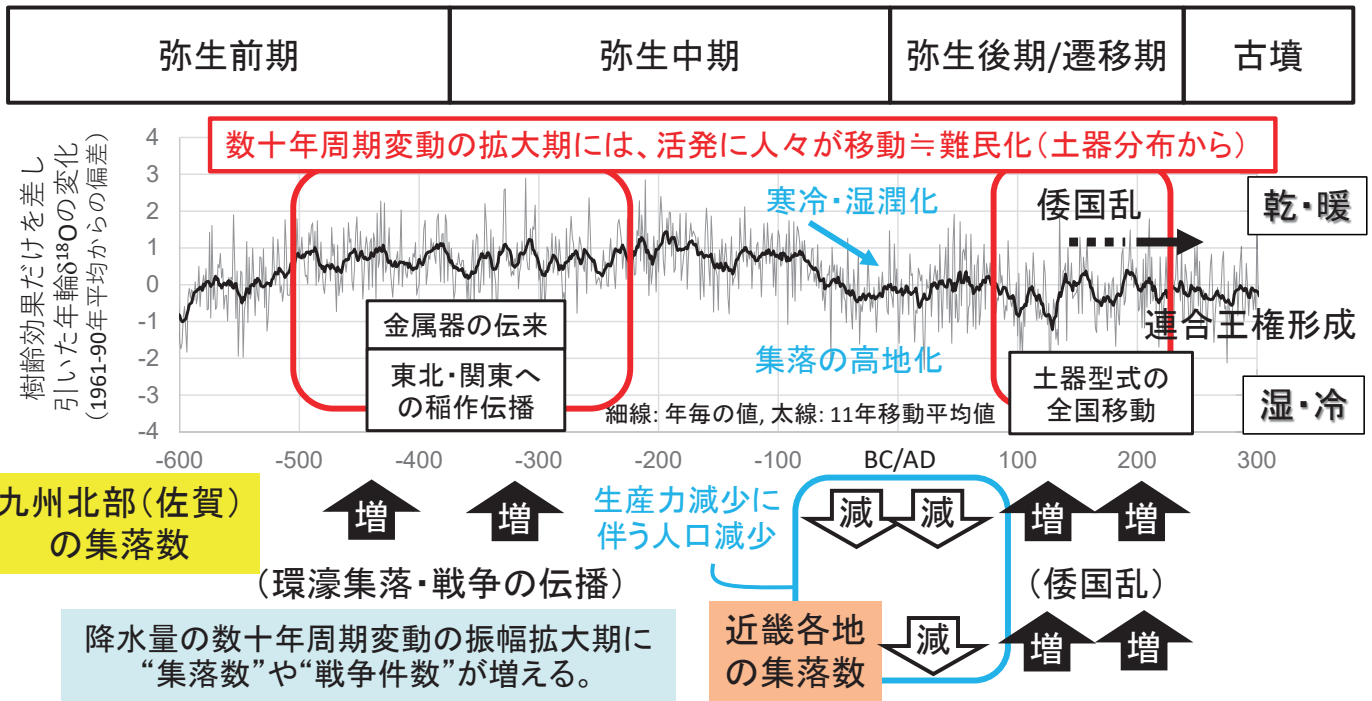 弥生前期
弥生中期
弥生後期/遷移期
古墳
数十年周期変動の拡大期には、活発に人々が移動≒難民化(土器分布から)
樹齢効果だけを差し
引いた年輪δ18Oの変化
(1961-90年平均からの偏差)
4
3
2
1
0
-1
-2
-3
-4
寒冷・湿潤化
倭国乱
乾・暖
金属器の伝来
東北・関東へ
の稲作伝播
集落の高地化
連合王権形成
土器型式の
全国移動
湿・冷
細線: 年毎の値, 太線: 11年移動平均値
-600
-500
-400
-300
-200
-100
BC/AD
100
200
300
九州北部(佐賀)
の集落数
増
増
生産力減少に
伴う人口減少
減
減
増
増
(環濠集落・戦争の伝播)
(倭国乱)
降水量の数十年周期変動の振幅拡大期に
“集落数”や“戦争件数”が増える。
近畿各地
の集落数
減
増
増